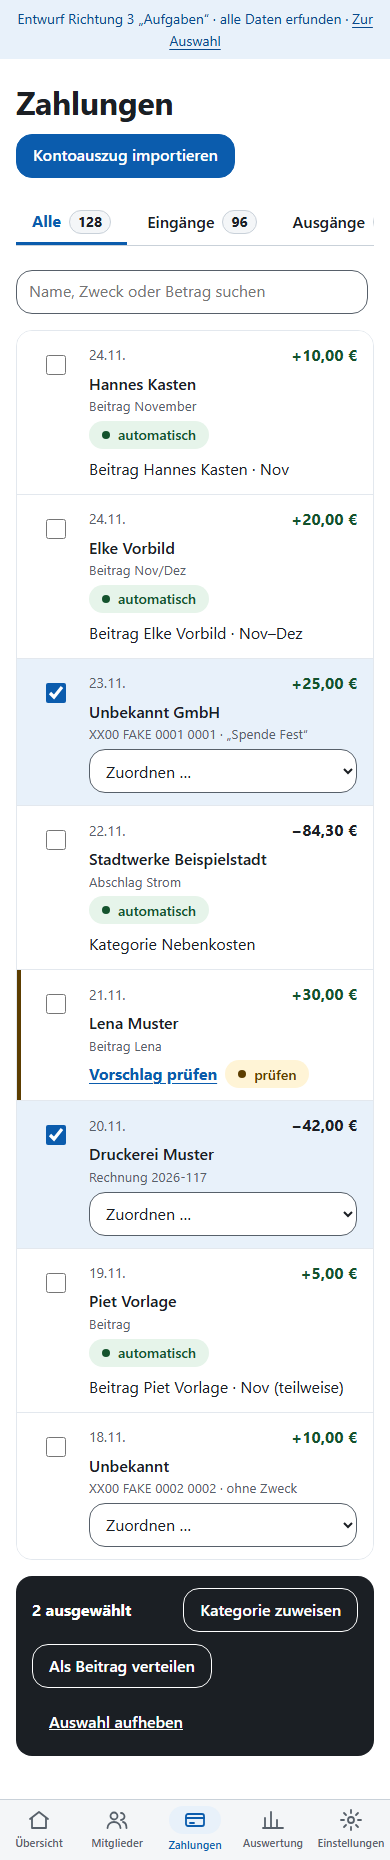 Entwurf Richtung 3 „Aufgaben“ · alle Daten erfunden · Zur
Auswahl
Zahlungen
Kontoauszug importieren
Alle 128 Eingänge 96 Ausgänge
Name, Zweck oder Betrag suchen
24.11. +10,00 €
Hannes Kasten
Beitrag November
automatisch
Beitrag Hannes Kasten · Nov
24.11. +20,00 €
Elke Vorbild
Beitrag Nov/Dez
automatisch
Beitrag Elke Vorbild · Nov–Dez
23.11. +25,00 €
Unbekannt GmbH
XX00 FAKE 0001 0001 · „Spende Fest“
Zuordnen ...
22.11. −84,30 €
Stadtwerke Beispielstadt
Abschlag Strom
automatisch
Kategorie Nebenkosten
21.11. +30,00 €
Lena Muster
Beitrag Lena
Vorschlag prüfen prüfen
20.11. −42,00 €
Druckerei Muster
Rechnung 2026-117
Zuordnen ...
19.11. +5,00 €
Piet Vorlage
Beitrag
automatisch
Beitrag Piet Vorlage · Nov (teilweise)
18.11. +10,00 €
Unbekannt
XX00 FAKE 0002 0002 · ohne Zweck
Zuordnen ...
2 ausgewählt Kategorie zuweisen
Als Beitrag verteilen
Auswahl aufheben
Übersicht Mitglieder Zahlungen Auswertung Einstellungen